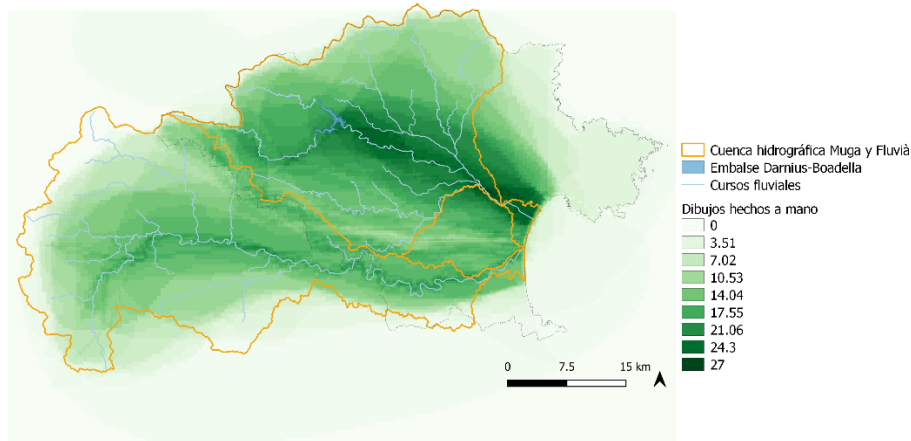 Cuenca hidrográfica Muga y Fluvià
Embalse Darnius-Boadella
Cursos fluviales
Dibujos hechos a mano
0
3.51
7.02
10.53
14.04
17.55
21.06
24.3
27
0 7.5 15 km